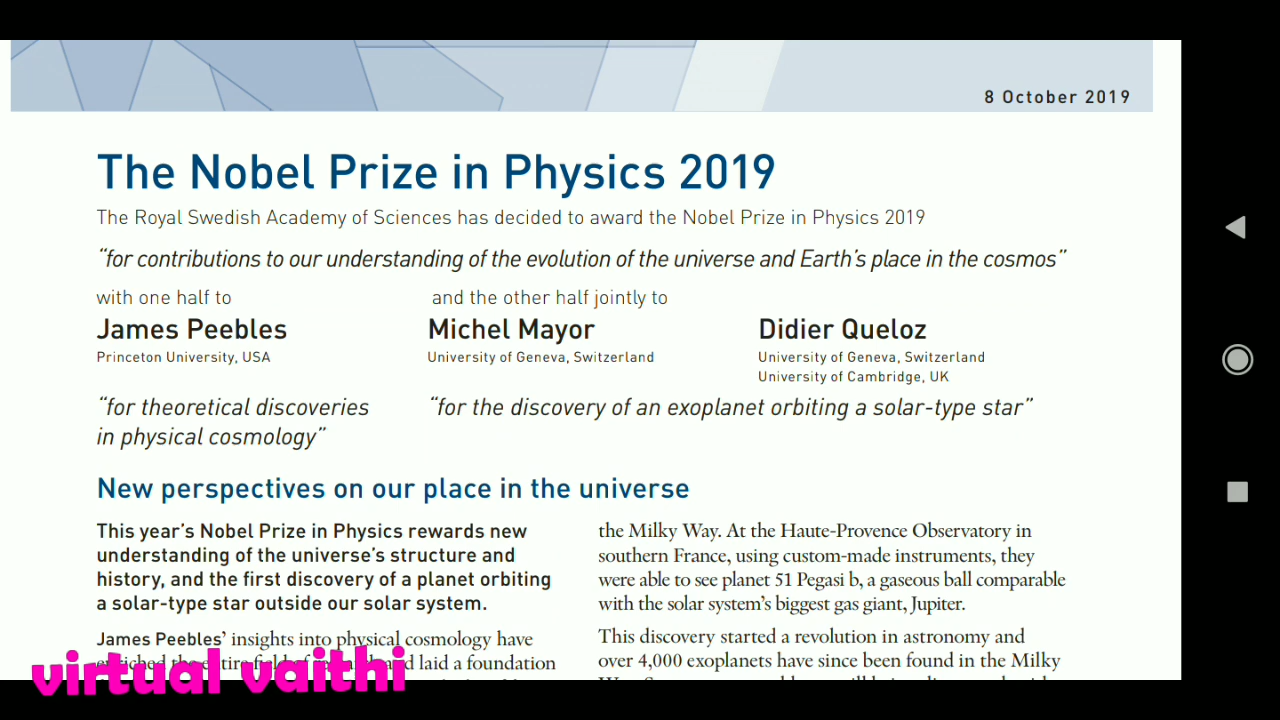 8 October 2019
The Nobel Prize in Physics 2019
The Royal Swedish Academy of Sciences has decided to award the Nobel Prize in Physics 2019
“for contributions to our understanding of the evolution of the universe and Earth’s place in the cosmos”
with one half to
James Peebles
Princeton University, USA
“for theoretical discoveries
in physical cosmology”
and the other half jointly to
Michel Mayor
University of Geneva, Switzerland
Didier Queloz
University of Geneva, Switzerland
University of Cambridge, UK
“for the discovery of an exoplanet orbiting a solar-type star”
New perspectives on our place in the universe
This year’s Nobel Prize in Physics rewards new
understanding of the universe’s structure and
history, and the first discovery of a planet orbiting
a solar-type star outside our solar system.
James Peebles’ insights into physical cosmology have
enriched the entire field of research and laid a foundation
the Milky Way. At the Haute-Provence Observatory in
southern France, using custom-made instruments, they
were able to see planet 51 Pegasi b, a gaseous ball comparable
with the solar system’s biggest gas giant, Jupiter.
This discovery started a revolution in astronomy and
over 4,000 exoplanets have since been found in the Milky
virtual vaithi